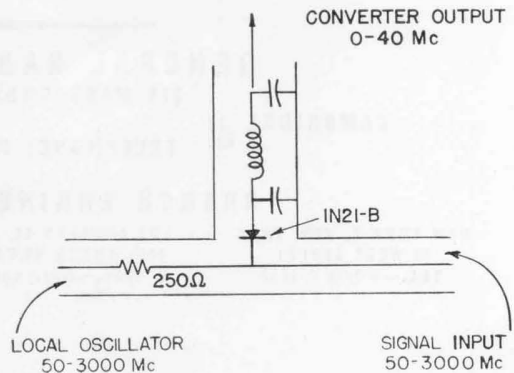 CONVERTER OUTPUT
0-40 Mc
IN21-B
250Ω
LOCAL OSCILLATOR
50-3000 Mc
SIGNAL INPUT
50-3000 Mc